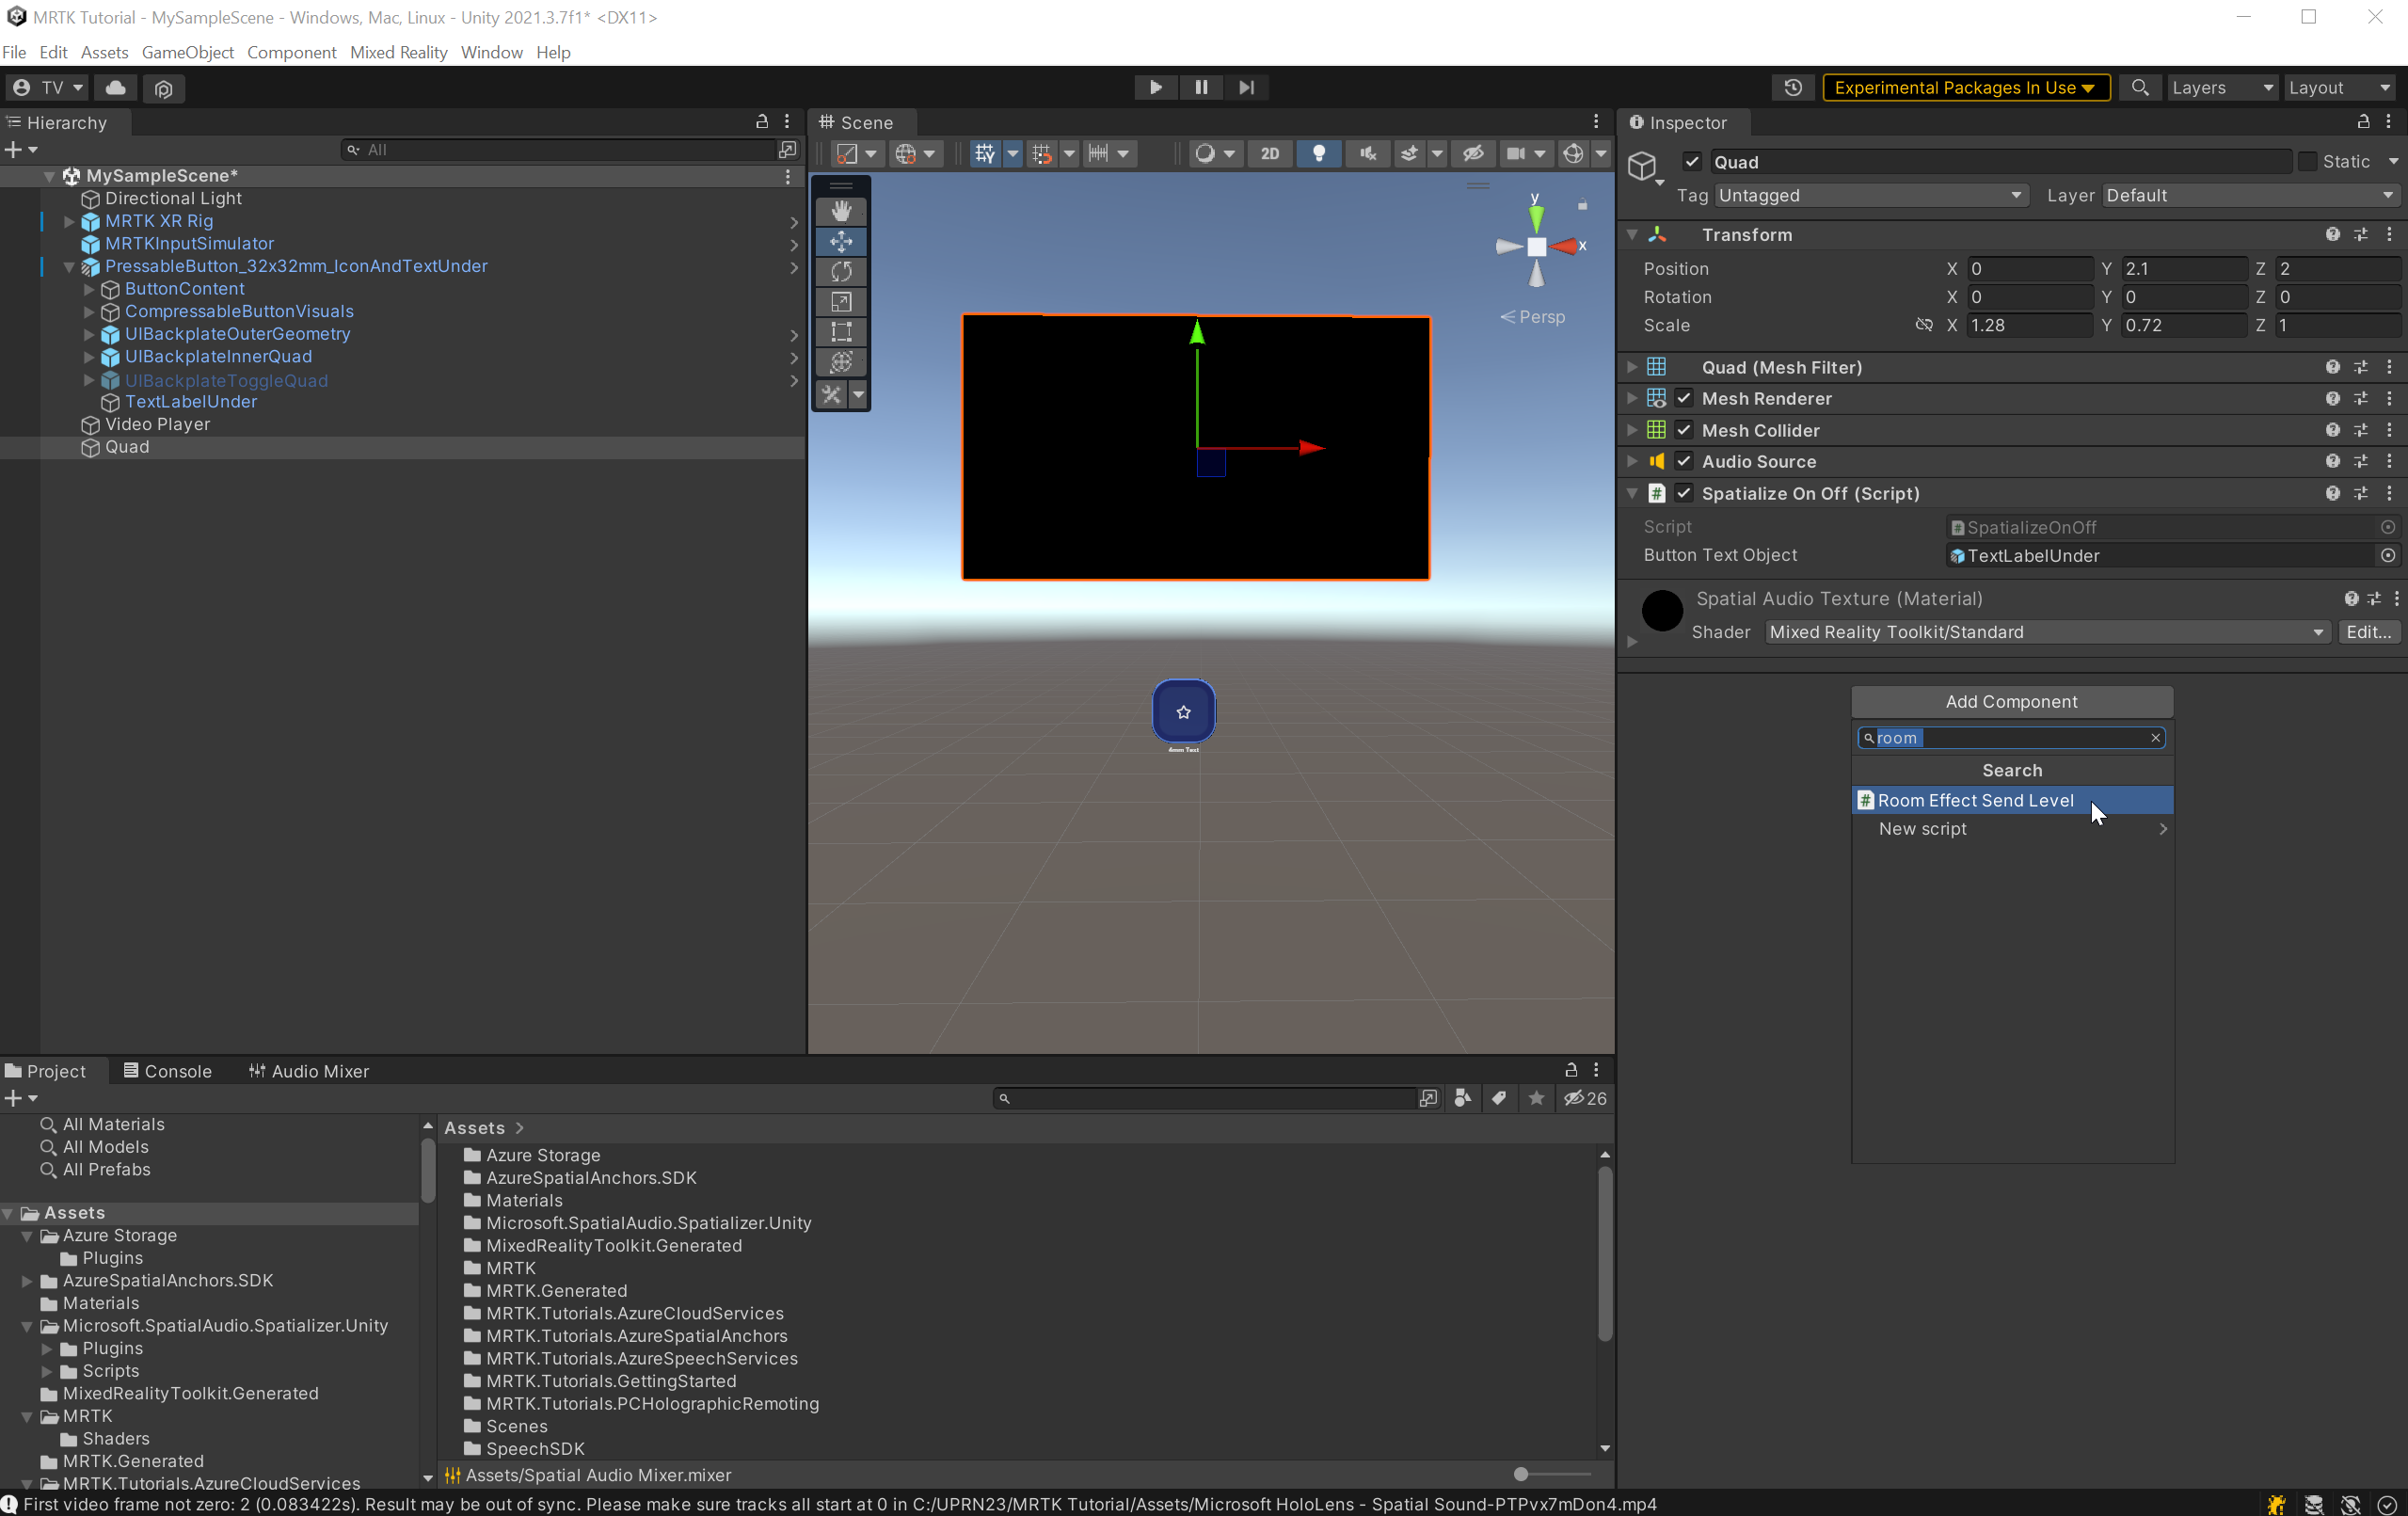 MRTK Tutorial - MySampleScene - Windows, Mac, Linux - Unity 2021.3.7f1* <DX11>
File Edit Assets GameObject Component Mixed Reality Window Help
TV
Experimental Packages In Use
Layers
Layout
Hierarchy
All
MySampleScene*
Directional Light
MRTK XR Rig
MRTKInputSimulator
PressableButton_32x32mm_IconAndTextUnder
ButtonContent
CompressableButtonVisuals
UIBackplateOuterGeometry
UIBackplateInnerQuad
UIBackplateToggleQuad
TextLabelUnder
Video Player
Quad
Scene
2D
y
x
Persp
4mm Text
Inspector
Quad
Static
Tag Untagged Layer Default
Transform
Position X 0 Y 2.1 Z 2
Rotation X 0 Y 0 Z 0
Scale X 1.28 Y 0.72 Z 1
Quad (Mesh Filter)
Mesh Renderer
Mesh Collider
Audio Source
# Spatialize On Off (Script)
Script # SpatializeOnOff
Button Text Object TextLabelUnder
Spatial Audio Texture (Material)
Shader Mixed Reality Toolkit/Standard Edit...
Add Component
room
Search
# Room Effect Send Level
New script
Project Console Audio Mixer
26
All Materials
All Models
All Prefabs
Assets
Azure Storage
Plugins
AzureSpatialAnchors.SDK
Materials
Microsoft.SpatialAudio.Spatializer.Unity
Plugins
Scripts
MixedRealityToolkit.Generated
MRTK
Shaders
MRTK.Generated
MRTK.Tutorials.AzureCloudServices
Assets >
Azure Storage
AzureSpatialAnchors.SDK
Materials
Microsoft.SpatialAudio.Spatializer.Unity
MixedRealityToolkit.Generated
MRTK
MRTK.Generated
MRTK.Tutorials.AzureCloudServices
MRTK.Tutorials.AzureSpatialAnchors
MRTK.Tutorials.AzureSpeechServices
MRTK.Tutorials.GettingStarted
MRTK.Tutorials.PCHolographicRemoting
Scenes
SpeechSDK
Assets/Spatial Audio Mixer.mixer
First video frame not zero: 2 (0.083422s). Result may be out of sync. Please make sure tracks all start at 0 in C:/UPRN23/MRTK Tutorial/Assets/Microsoft HoloLens - Spatial Sound-PTPvx7mDon4.mp4